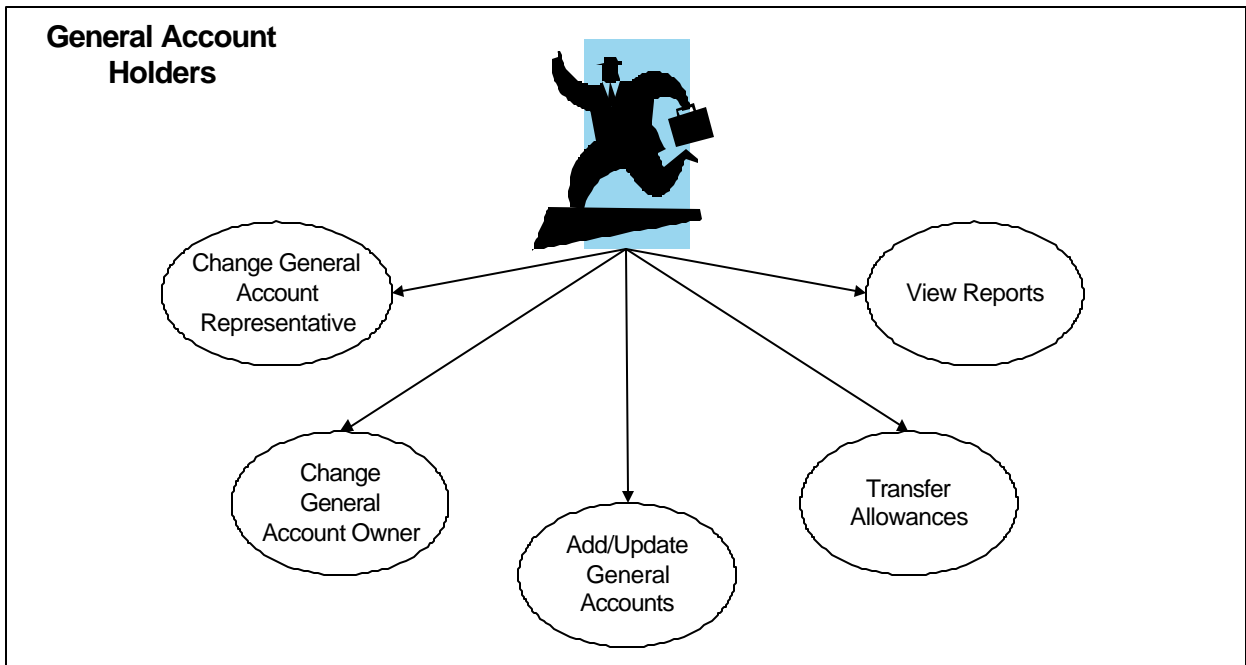 General Account
Holders
Change General
Account
Representative
View Reports
Change
General
Account Owner
Transfer
Allowances
Add/Update
General
Accounts